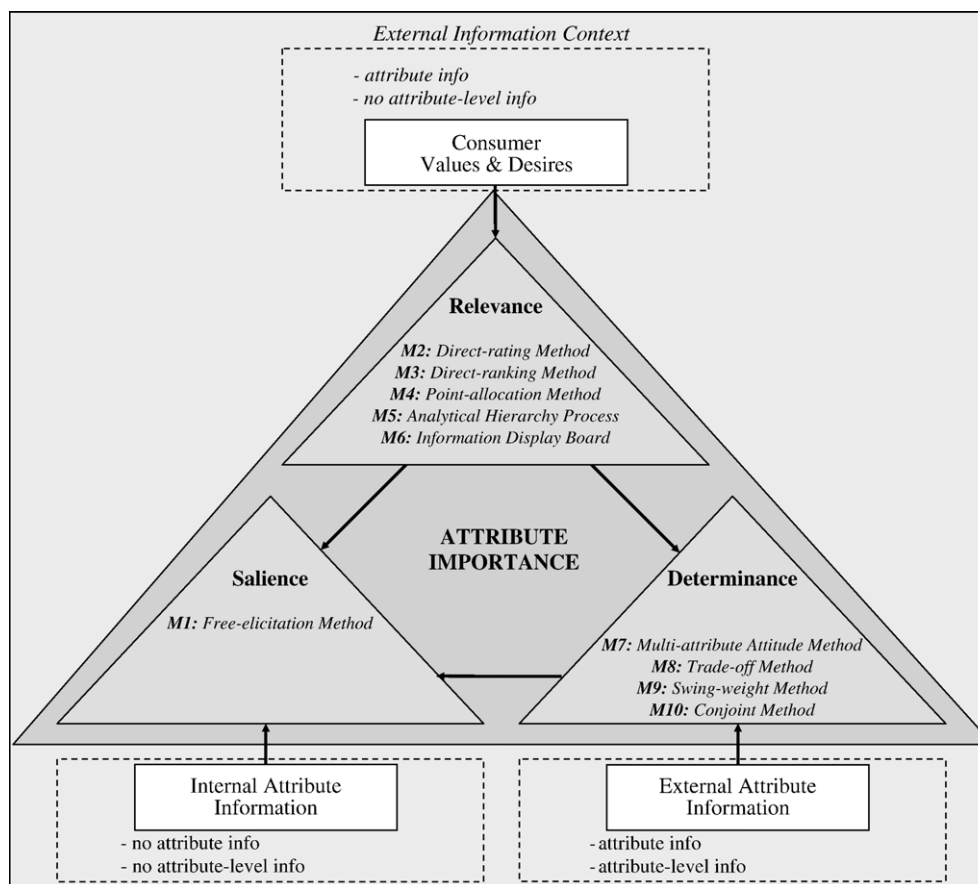 External Information Context
- attribute info
- no attribute-level info
Consumer
Values & Desires
Relevance
M2: Direct-rating Method
M3: Direct-ranking Method
M4: Point-allocation Method
M5: Analytical Hierarchy Process
M6: Information Display Board
ATTRIBUTE
IMPORTANCE
Salience
M1: Free-elicitation Method
Determinance
M7: Multi-attribute Attitude Method
M8: Trade-off Method
M9: Swing-weight Method
M10: Conjoint Method
Internal Attribute
Information
- no attribute info
- no attribute-level info
External Attribute
Information
- attribute info
- attribute-level info